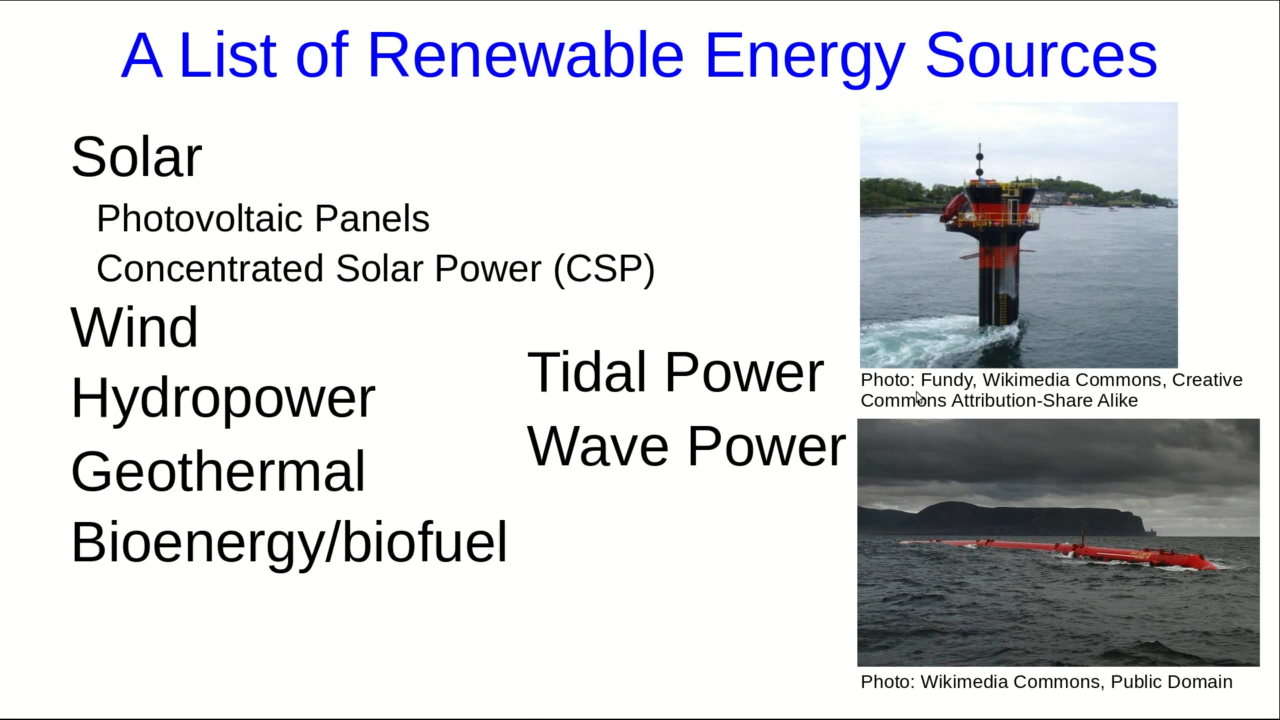 A List of Renewable Energy Sources
Solar
Photovoltaic Panels
Concentrated Solar Power (CSP)
Wind
Hydropower
Geothermal
Bioenergy/biofuel
Tidal Power
Wave Power
Photo: Fundy, Wikimedia Commons, Creative
Commons Attribution-Share Alike
Photo: Wikimedia Commons, Public Domain